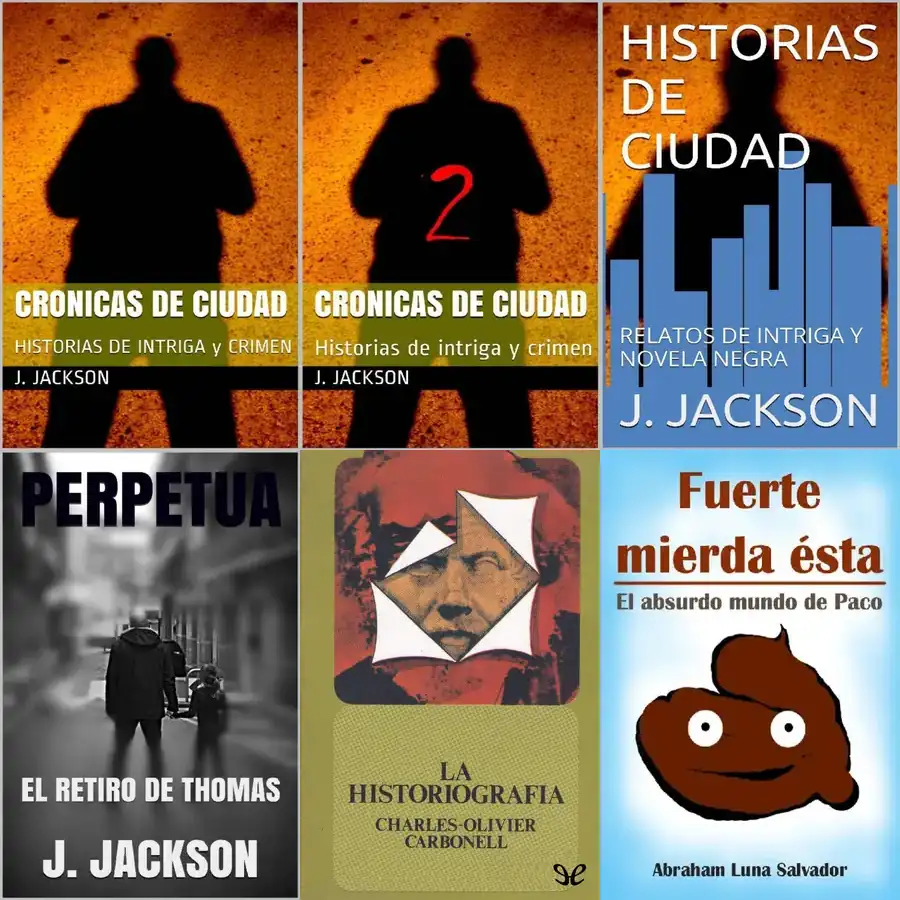 CRONICAS DE CIUDAD
HISTORIAS DE INTRIGA y CRIMEN
J. JACKSON
2
CRONICAS DE CIUDAD
Historias de intriga y crimen
J. JACKSON
HISTORIAS
DE
CIUDAD
RELATOS DE INTRIGA Y
NOVELA NEGRA
J. JACKSON
PERPETUA
EL RETIRO DE THOMAS
J. JACKSON
LA
HISTORIOGRAFIA
CHARLES-OLIVIER
CARBONELL
Fuerte
mierda ésta
El absurdo mundo de Paco
Abraham Luna Salvador